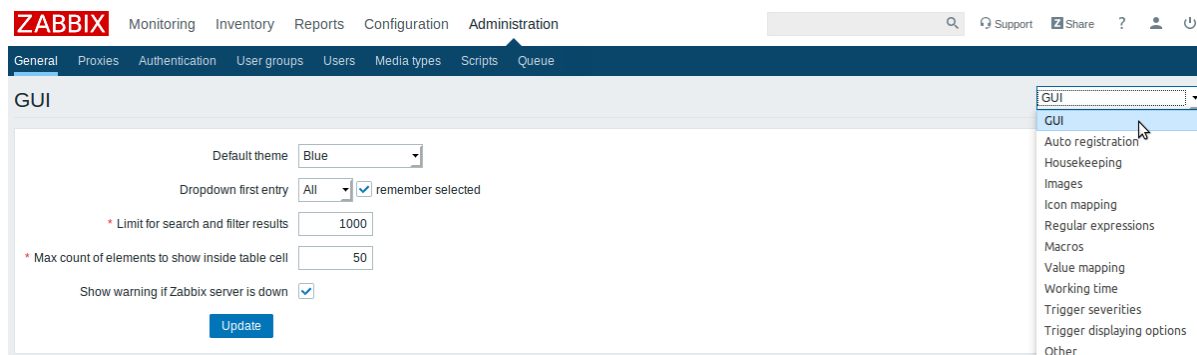 ZABBIX Monitoring Inventory Reports Configuration Administration Support Z Share ?
General Proxies Authentication User groups Users Media types Scripts Queue
GUI
GUI
GUI
Auto registration
Housekeeping
Images
Icon mapping
Regular expressions
Macros
Value mapping
Working time
Trigger severities
Trigger displaying options
Other
Default theme Blue
Dropdown first entry All remember selected
* Limit for search and filter results 1000
* Max count of elements to show inside table cell 50
Show warning if Zabbix server is down
Update